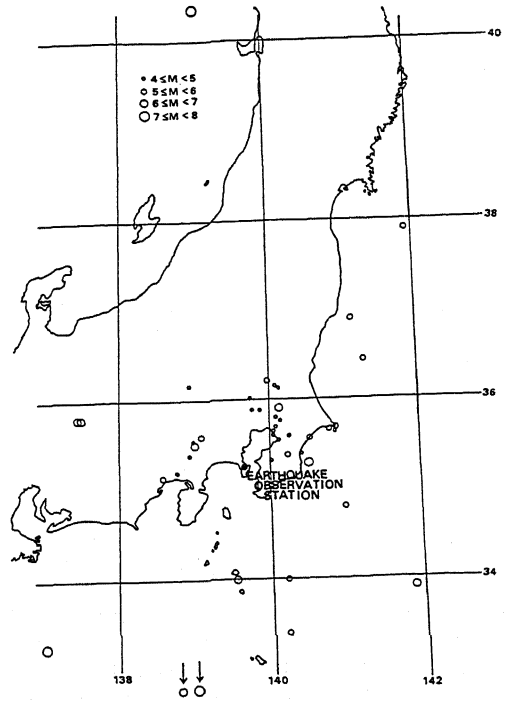 40
• 4 ≤ M < 5
○ 5 ≤ M < 6
○ 6 ≤ M < 7
○ 7 ≤ M < 8
38
36
EARTHQUAKE
OBSERVATION
STATION
34
138
140
142